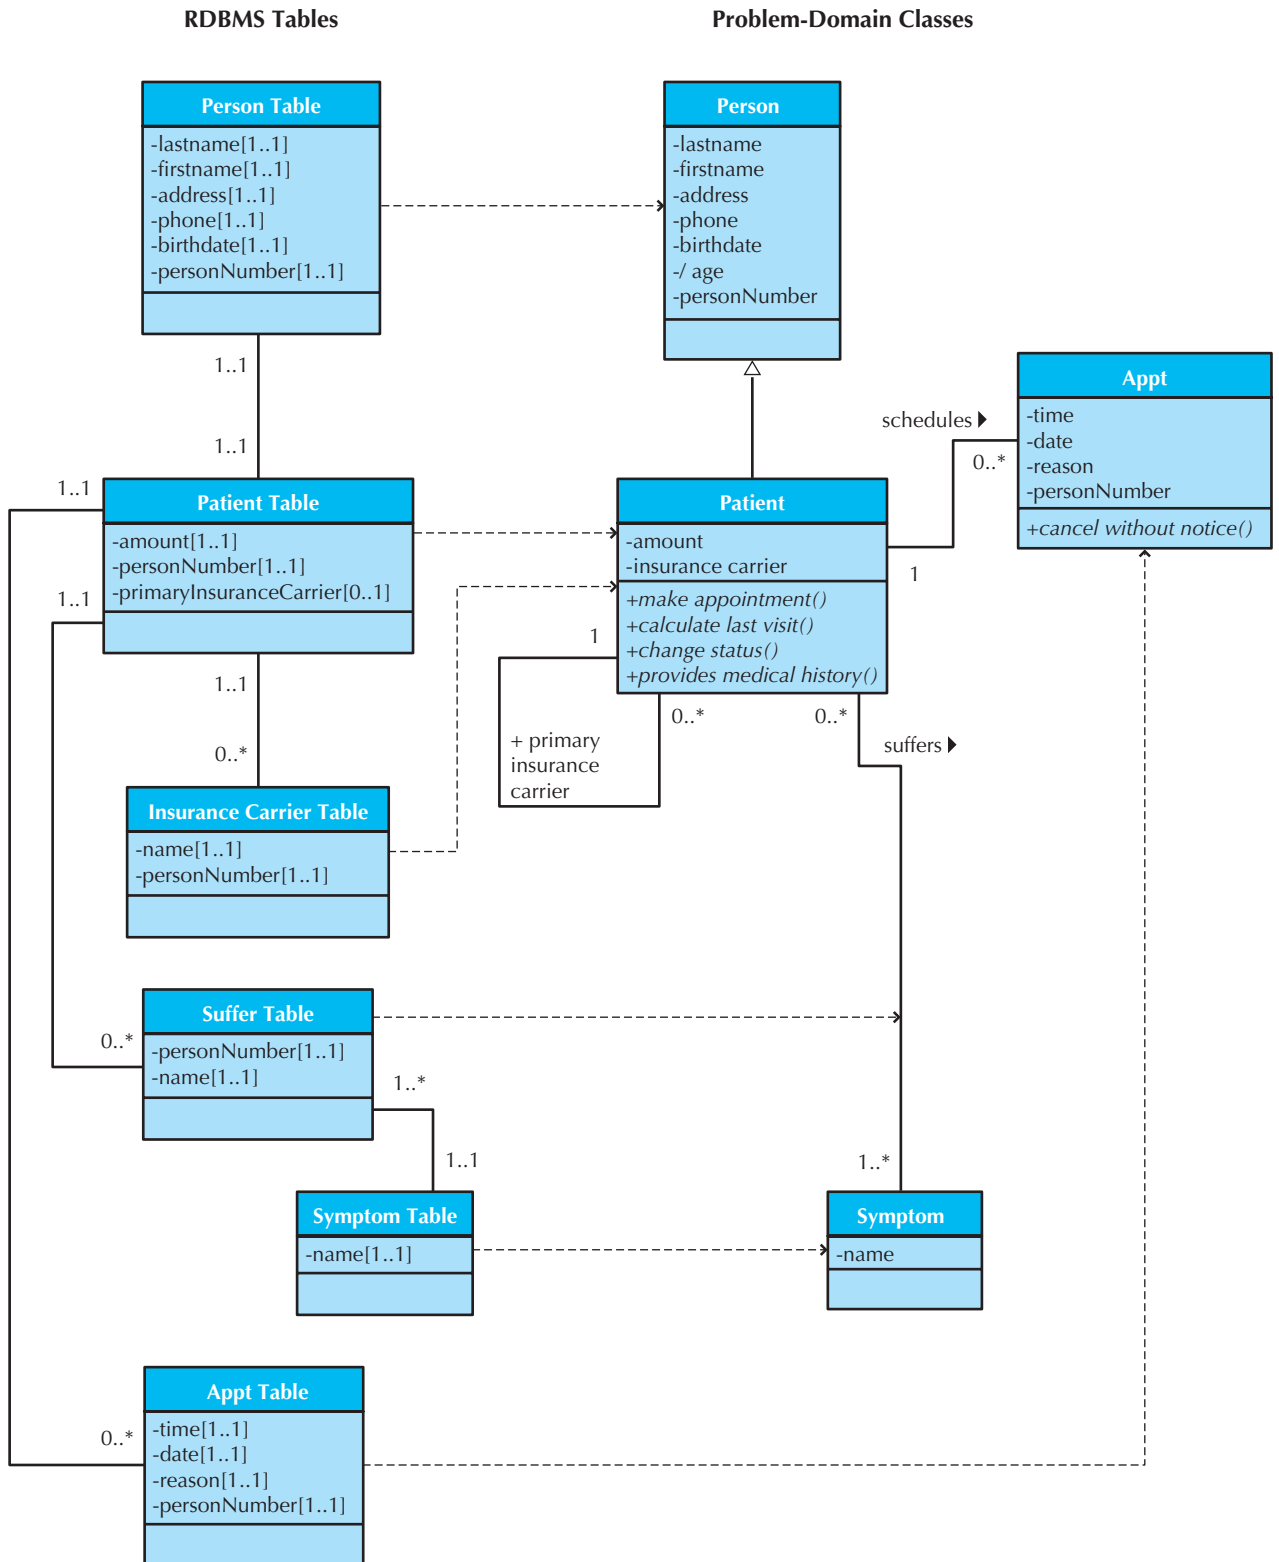 RDBMS Tables
Problem-Domain Classes
Person Table
-lastname[1..1]
-firstname[1..1]
-address[1..1]
-phone[1..1]
-birthdate[1..1]
-personNumber[1..1]
Person
-lastname
-firstname
-address
-phone
-birthdate
-/ age
-personNumber
1..1
1..1
Appt
-time
-date
-reason
-personNumber
+cancel without notice()
schedules
0..*
1
1..1
1..1
Patient Table
-amount[1..1]
-personNumber[1..1]
-primaryInsuranceCarrier[0..1]
Patient
-amount
-insurance carrier
+make appointment()
+calculate last visit()
+change status()
+provides medical history()
1
0..*
+ primary
insurance
carrier
0..*
suffers
1..1
0..*
Insurance Carrier Table
-name[1..1]
-personNumber[1..1]
Suffer Table
-personNumber[1..1]
-name[1..1]
0..*
1..*
1..1
1..*
Symptom Table
-name[1..1]
Symptom
-name
Appt Table
-time[1..1]
-date[1..1]
-reason[1..1]
-personNumber[1..1]
0..*